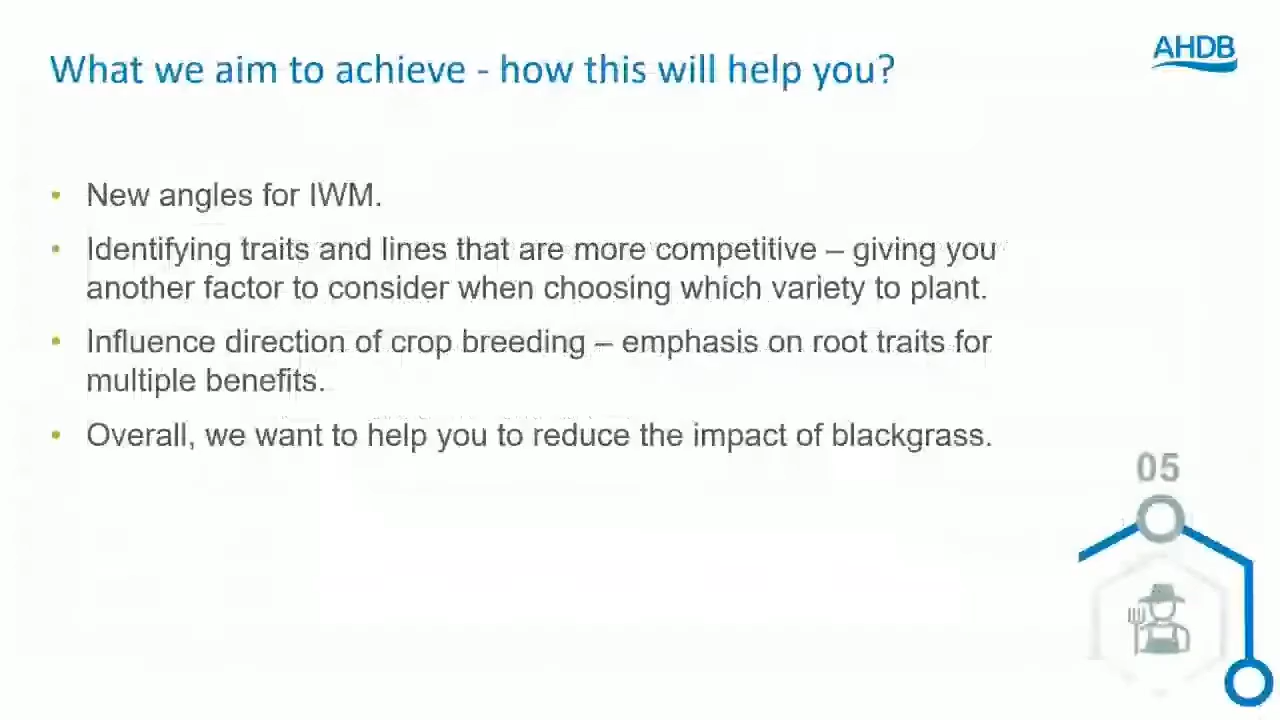 What we aim to achieve - how this will help you?
AHDB
• New angles for IWM.
• Identifying traits and lines that are more competitive – giving you
another factor to consider when choosing which variety to plant.
• Influence direction of crop breeding – emphasis on root traits for
multiple benefits.
• Overall, we want to help you to reduce the impact of blackgrass.
05